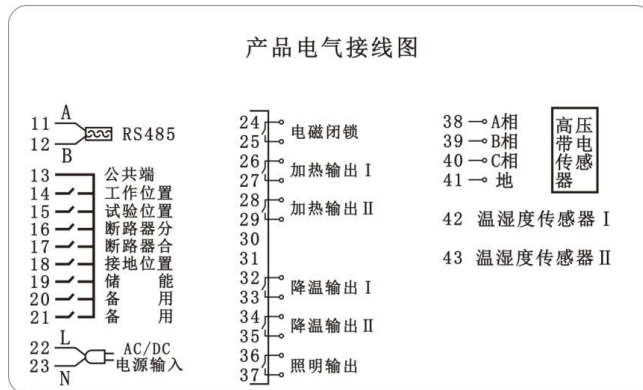 产品电气接线图
A
11
RS485
12
B
13 公共端
14 工作位置
15 试验位置
16 断路器分
17 断路器合
18 接地位置
19 储 能
20 备 用
21 备 用
L
22 AC/DC
23 电源输入
N
24
电磁闭锁
25
26
加热输出 I
27
28
加热输出 II
29
30
31
32
降温输出 I
33
34
降温输出 II
35
36
照明输出
37
38 A相
39 B相
40 C相
41 地
高压
带电
传感
器
42 温湿度传感器 I
43 温湿度传感器 II